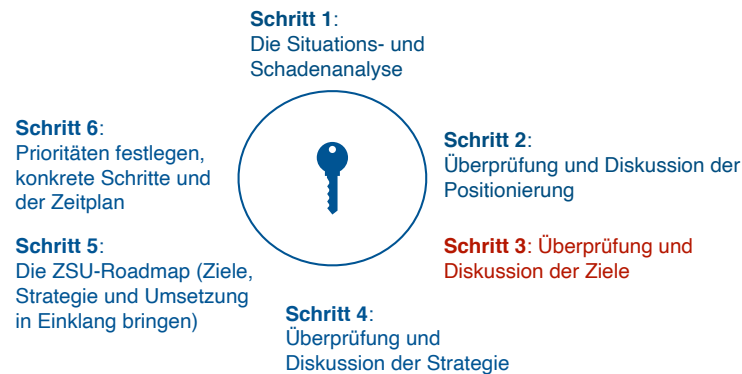 Schritt 1:
Die Situations- und
Schadenanalyse
Schritt 2:
Überprüfung und Diskussion der
Positionierung
Schritt 3: Überprüfung und
Diskussion der Ziele
Schritt 4:
Überprüfung und
Diskussion der Strategie
Schritt 5:
Die ZSU-Roadmap (Ziele,
Strategie und Umsetzung
in Einklang bringen)
Schritt 6:
Prioritäten festlegen,
konkrete Schritte und
der Zeitplan